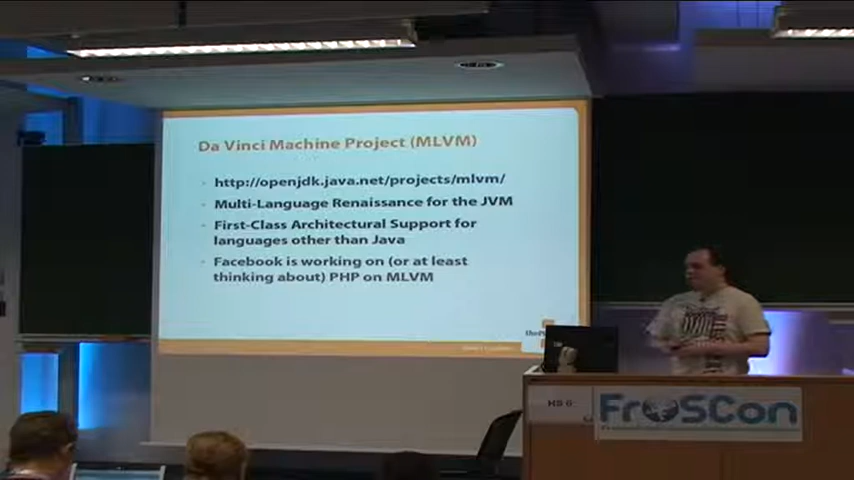 Da Vinci Machine Project (MLVM)
http://openjdk.java.net/projects/mlvm/
Multi-Language Renaissance for the JVM
First-Class Architectural Support for
languages other than Java
Facebook is working on (or at least
thinking about) PHP on MLVM
HS 6
FrOSCon